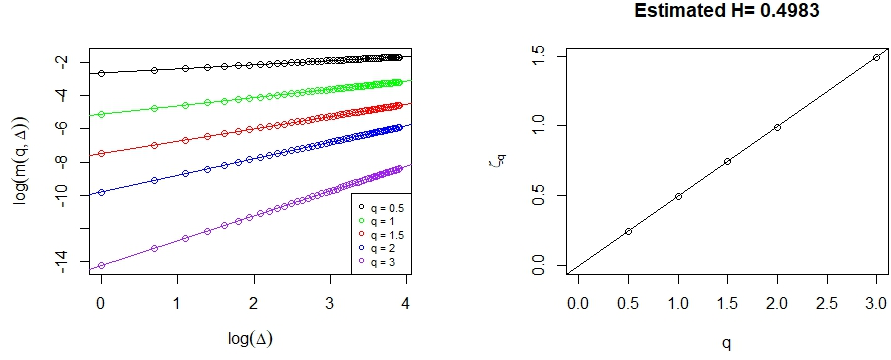 log(m(q, Δ))
-2
-4
-6
-8
-10
-14
0
1
2
3
4
log(Δ)
q = 0.5
q = 1
q = 1.5
q = 2
q = 3
Estimated H= 0.4983
ζq
1.5
1.0
0.5
0.0
0.0
0.5
1.0
1.5
2.0
2.5
3.0
q